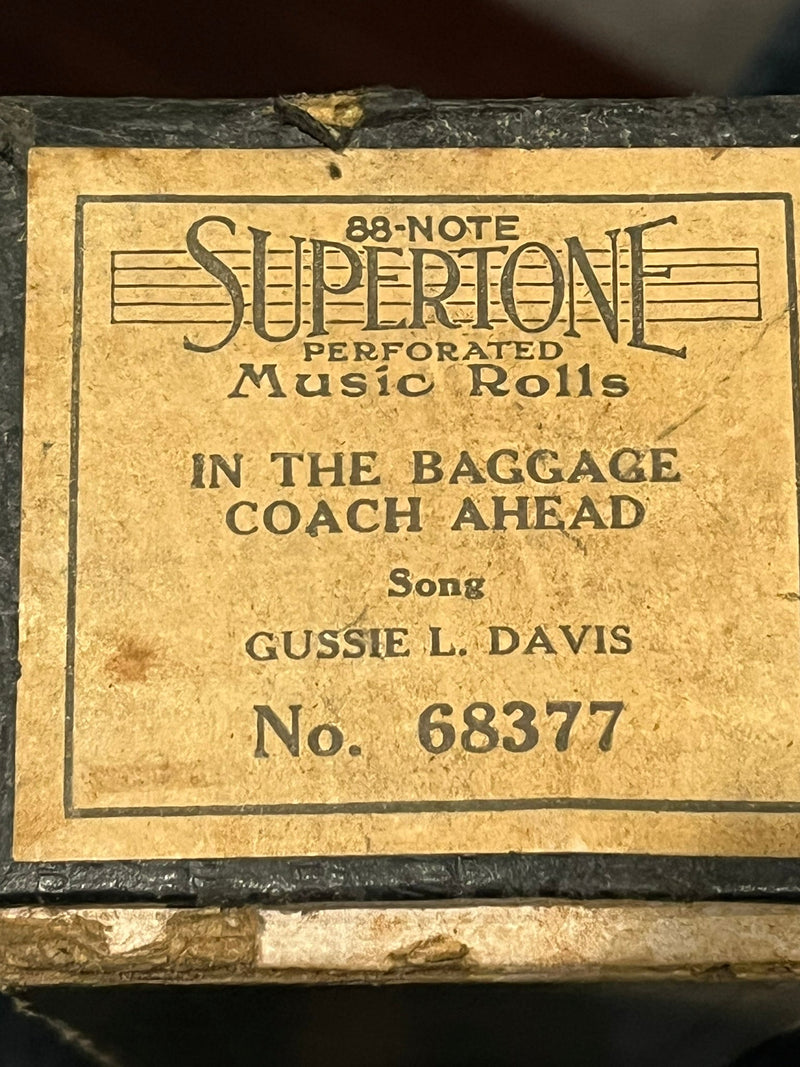 88-NOTE
SUPERTONE
PERFORATED
Music Rolls
IN THE BAGGAGE
COACH AHEAD
Song
GUSSIE L. DAVIS
No. 68377